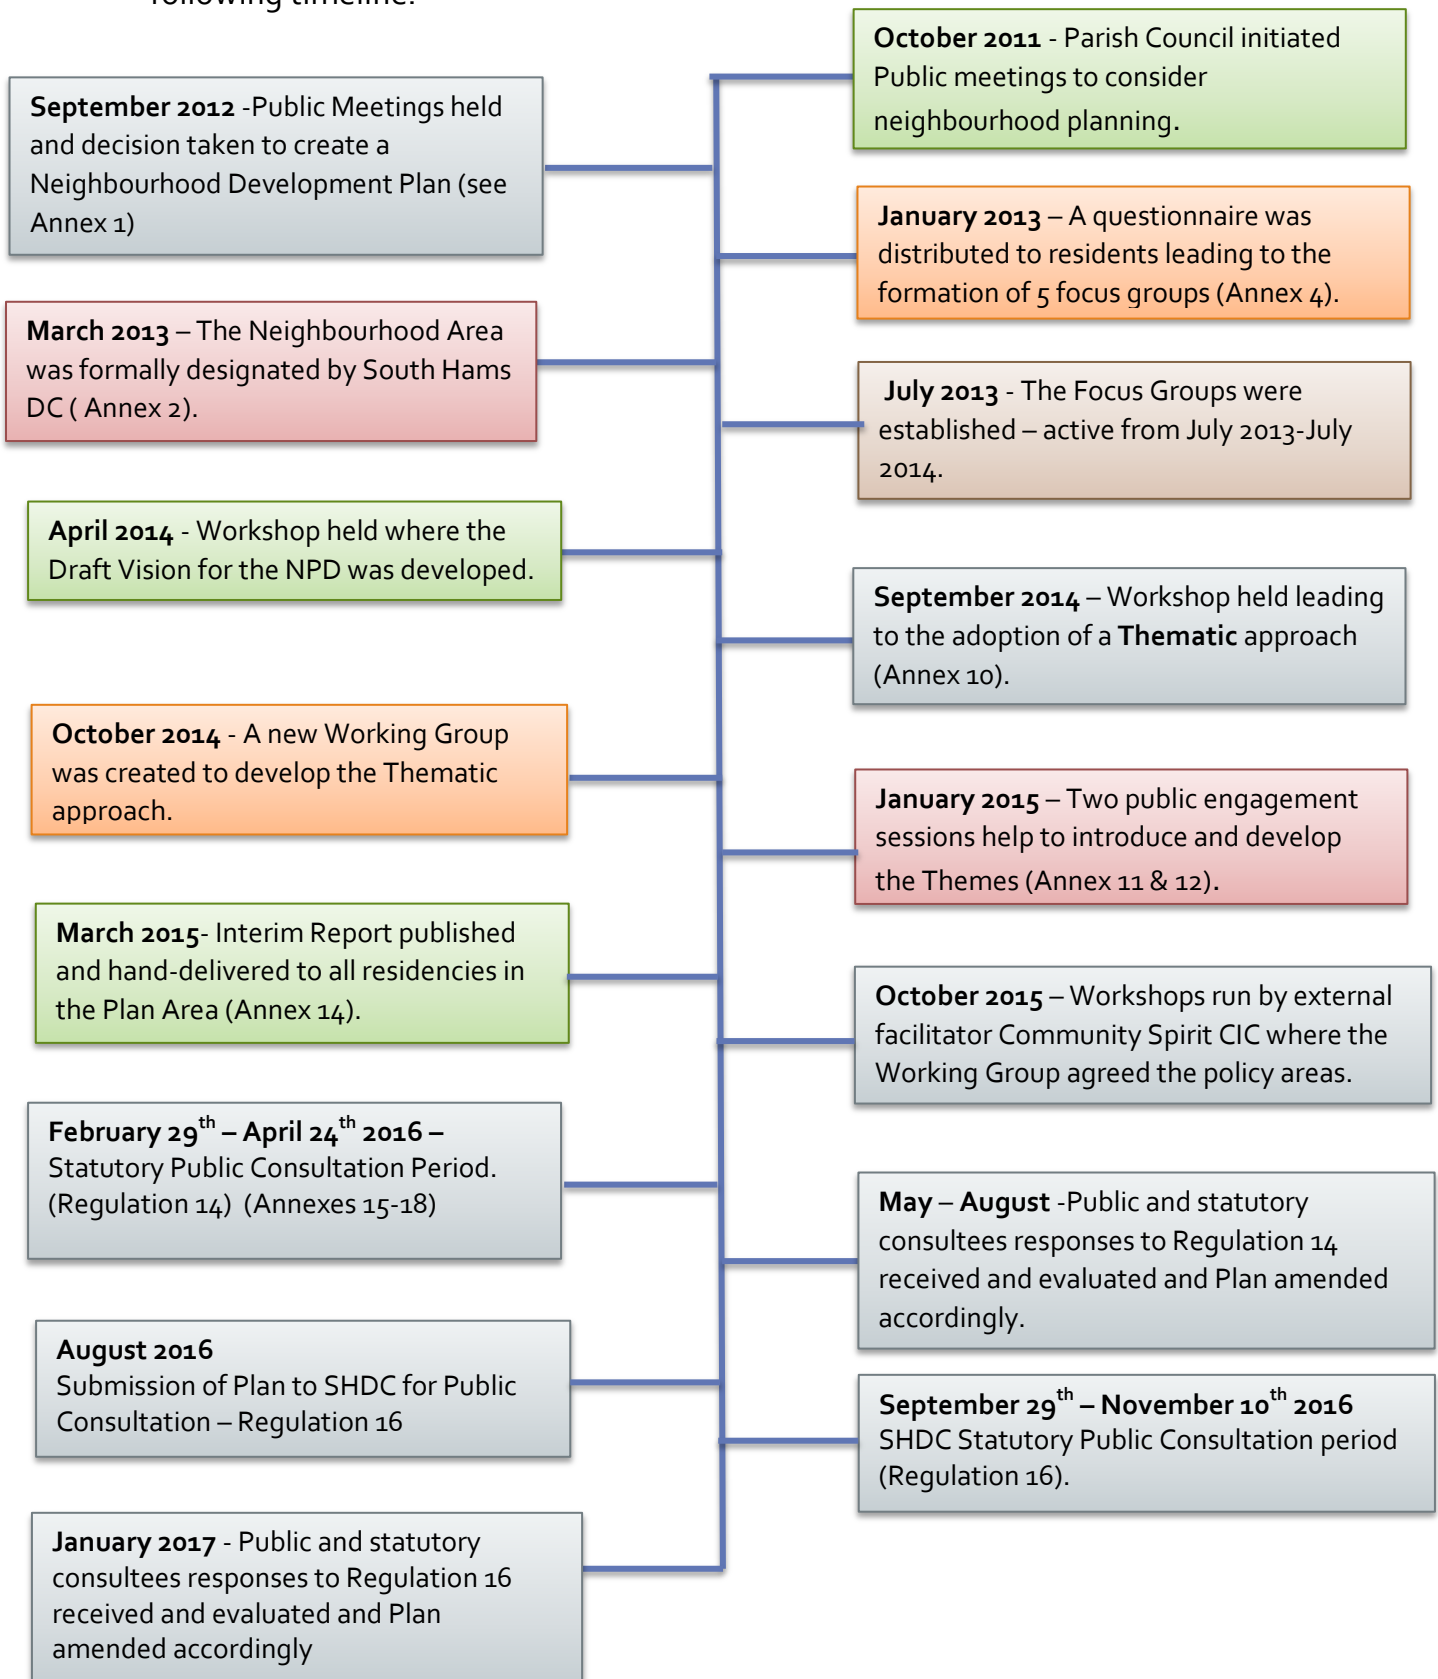 following timeline:
October 2011 - Parish Council initiated
Public meetings to consider
neighbourhood planning.
September 2012 -Public Meetings held
and decision taken to create a
Neighbourhood Development Plan (see
Annex 1)
January 2013 – A questionnaire was
distributed to residents leading to the
formation of 5 focus groups (Annex 4).
March 2013 – The Neighbourhood Area
was formally designated by South Hams
DC ( Annex 2).
July 2013 - The Focus Groups were
established – active from July 2013-July
2014.
April 2014 - Workshop held where the
Draft Vision for the NPD was developed.
September 2014 – Workshop held leading
to the adoption of a Thematic approach
(Annex 10).
October 2014 - A new Working Group
was created to develop the Thematic
approach.
January 2015 – Two public engagement
sessions help to introduce and develop
the Themes (Annex 11 & 12).
March 2015- Interim Report published
and hand-delivered to all residencies in
the Plan Area (Annex 14).
October 2015 – Workshops run by external
facilitator Community Spirit CIC where the
Working Group agreed the policy areas.
February 29th – April 24th 2016 –
Statutory Public Consultation Period.
(Regulation 14)  (Annexes 15-18)
May – August -Public and statutory
consultees responses to Regulation 14
received and evaluated and Plan amended
accordingly.
August 2016
Submission of Plan to SHDC for Public
Consultation – Regulation 16
September 29th – November 10th 2016
SHDC Statutory Public Consultation period
(Regulation 16).
January 2017 - Public and statutory
consultees responses to Regulation 16
received and evaluated and Plan
amended accordingly